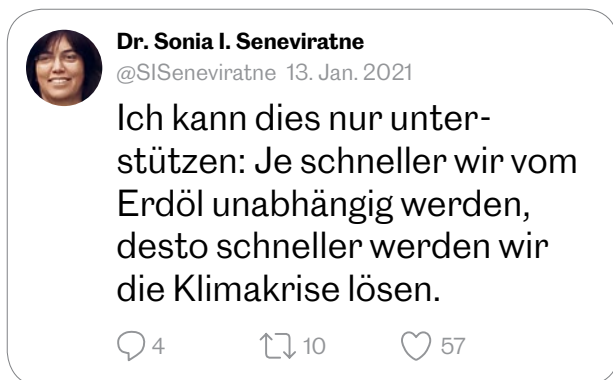 Dr. Sonia I. Seneviratne
@SISeneviratne 13. Jan. 2021
Ich kann dies nur unter-
stützen: Je schneller wir vom
Erdöl unabhängig werden,
desto schneller werden wir
die Klimakrise lösen.
4 10 57